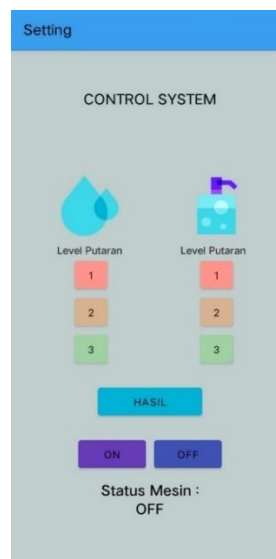 Setting
CONTROL SYSTEM
Level Putaran Level Putaran
1 1
2 2
3 3
HASIL
ON OFF
Status Mesin :
OFF